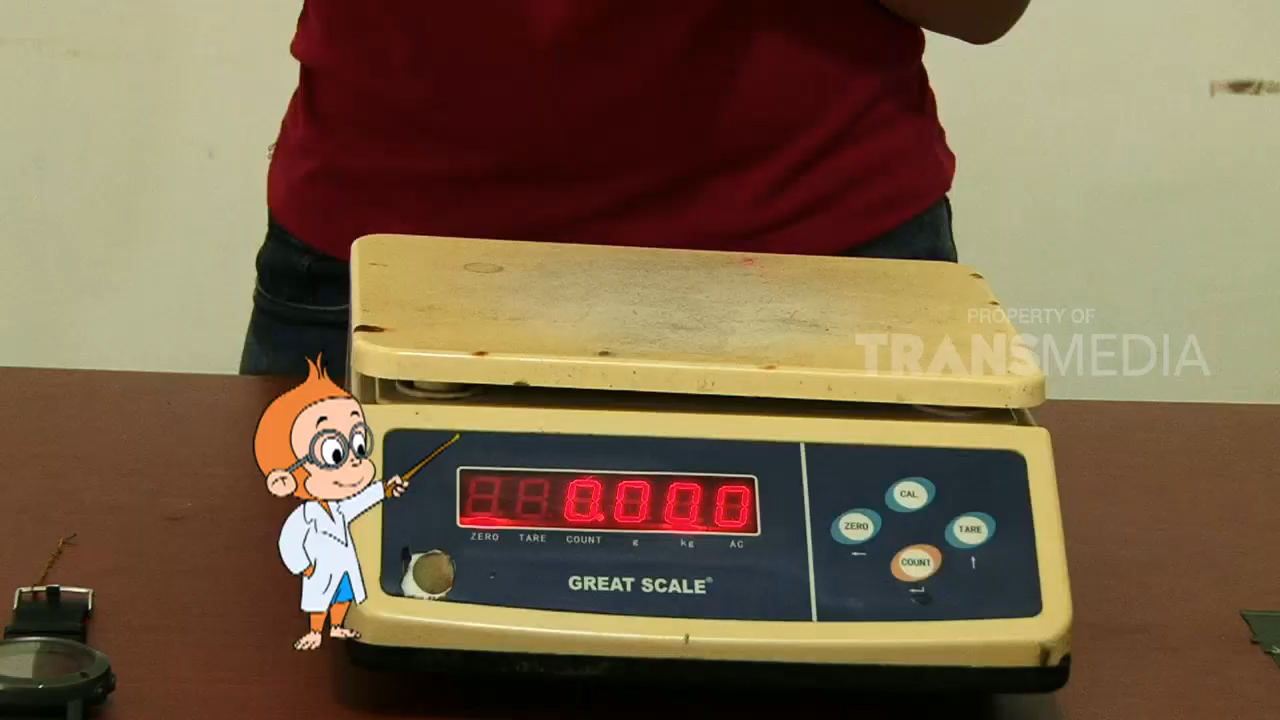 PROPERTY OF
TRANSMEDIA
0.000
ZERO TARE COUNT g kg AC
GREAT SCALE®
CAL
ZERO
TARE
COUNT